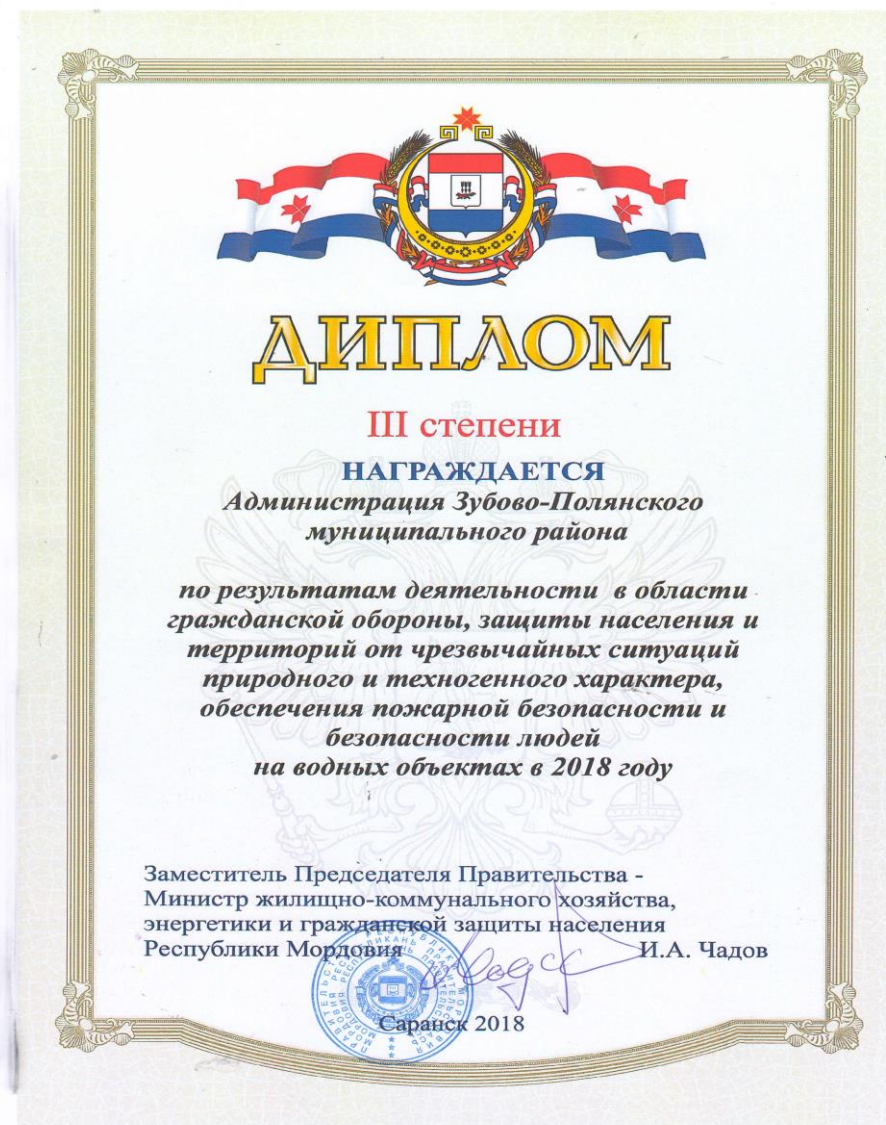 ДИПЛОМ
III степени
НАГРАЖДАЕТСЯ
Администрация Зубово-Полянского
муниципального района
по результатам деятельности в области
гражданской обороны, защиты населения и
территорий от чрезвычайных ситуаций
природного и техногенного характера,
обеспечения пожарной безопасности и
безопасности людей
на водных объектах в 2018 году
Заместитель Председателя Правительства -
Министр жилищно-коммунального хозяйства,
энергетики и гражданской защиты населения
Республики Мордовия И.А. Чадов
Саранск 2018